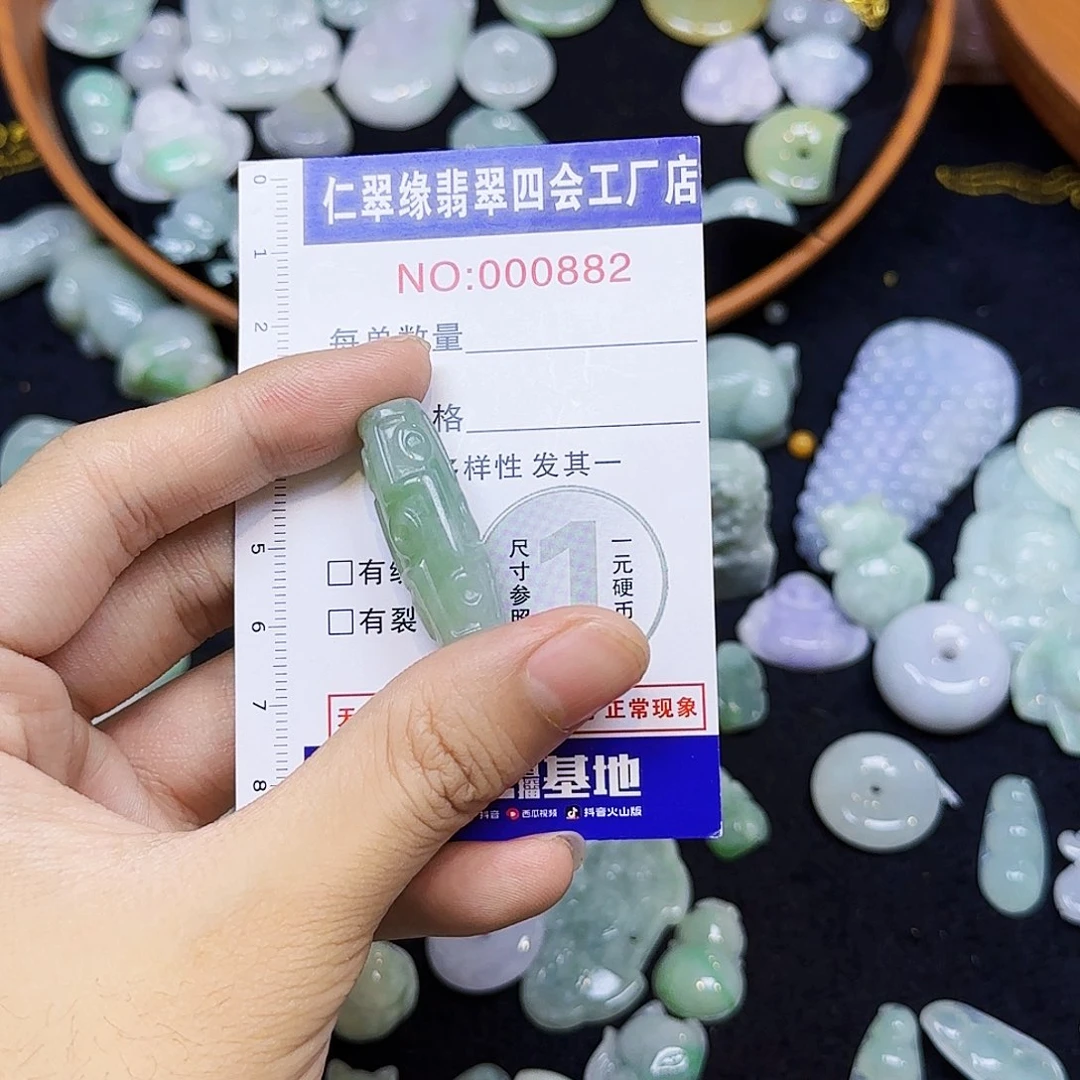 仁翠缘翡翠四会工厂店
NO:000882
每单数量
格
多样性 发其一
□有
□有裂
尺寸参照
1
一元硬币
正常现象
播基地
抖音 西瓜视频 抖音火山版
0
1
2
5
6
7
8